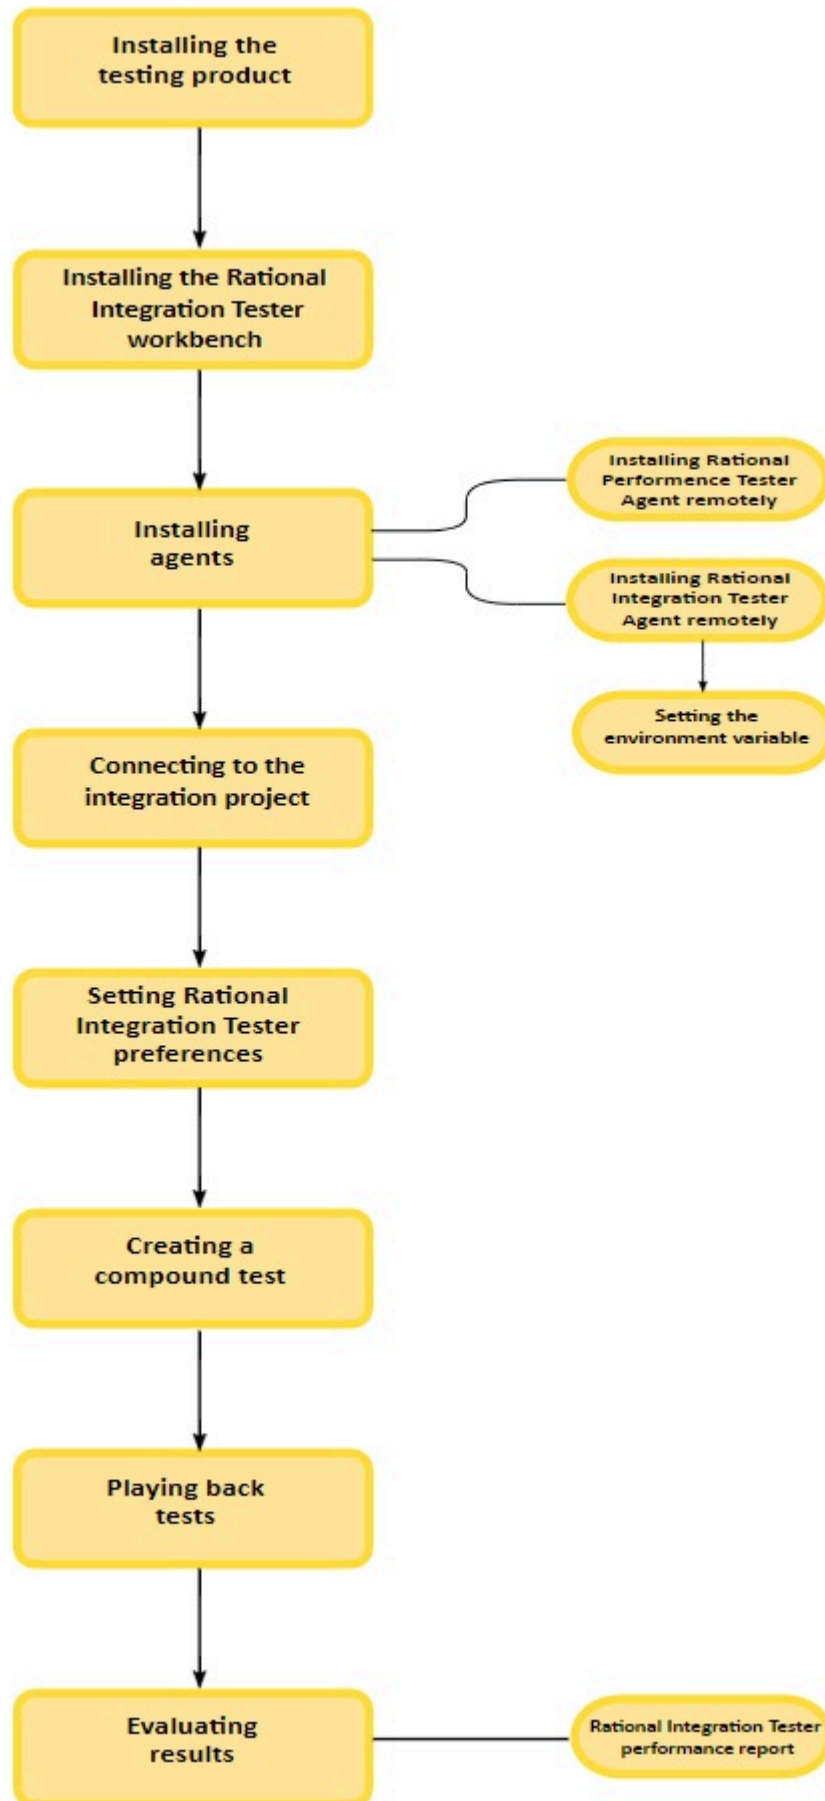 Installing the
testing product
Installing the Rational
Integration Tester
workbench
Installing
agents
Installing Rational
Performence Tester
Agent remotely
Installing Rational
Integration Tester
Agent remotely
Setting the
environment variable
Connecting to the
integration project
Setting Rational
Integration Tester
preferences
Creating a
compound test
Playing back
tests
Evaluating
results
Rational Integration Tester
performance report